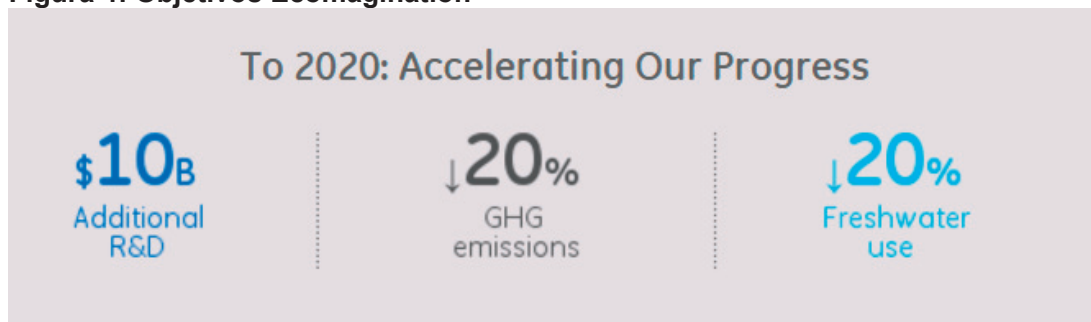 To 2020: Accelerating Our Progress
$10B
Additional
R&D
↓20%
GHG
emissions
↓20%
Freshwater
use